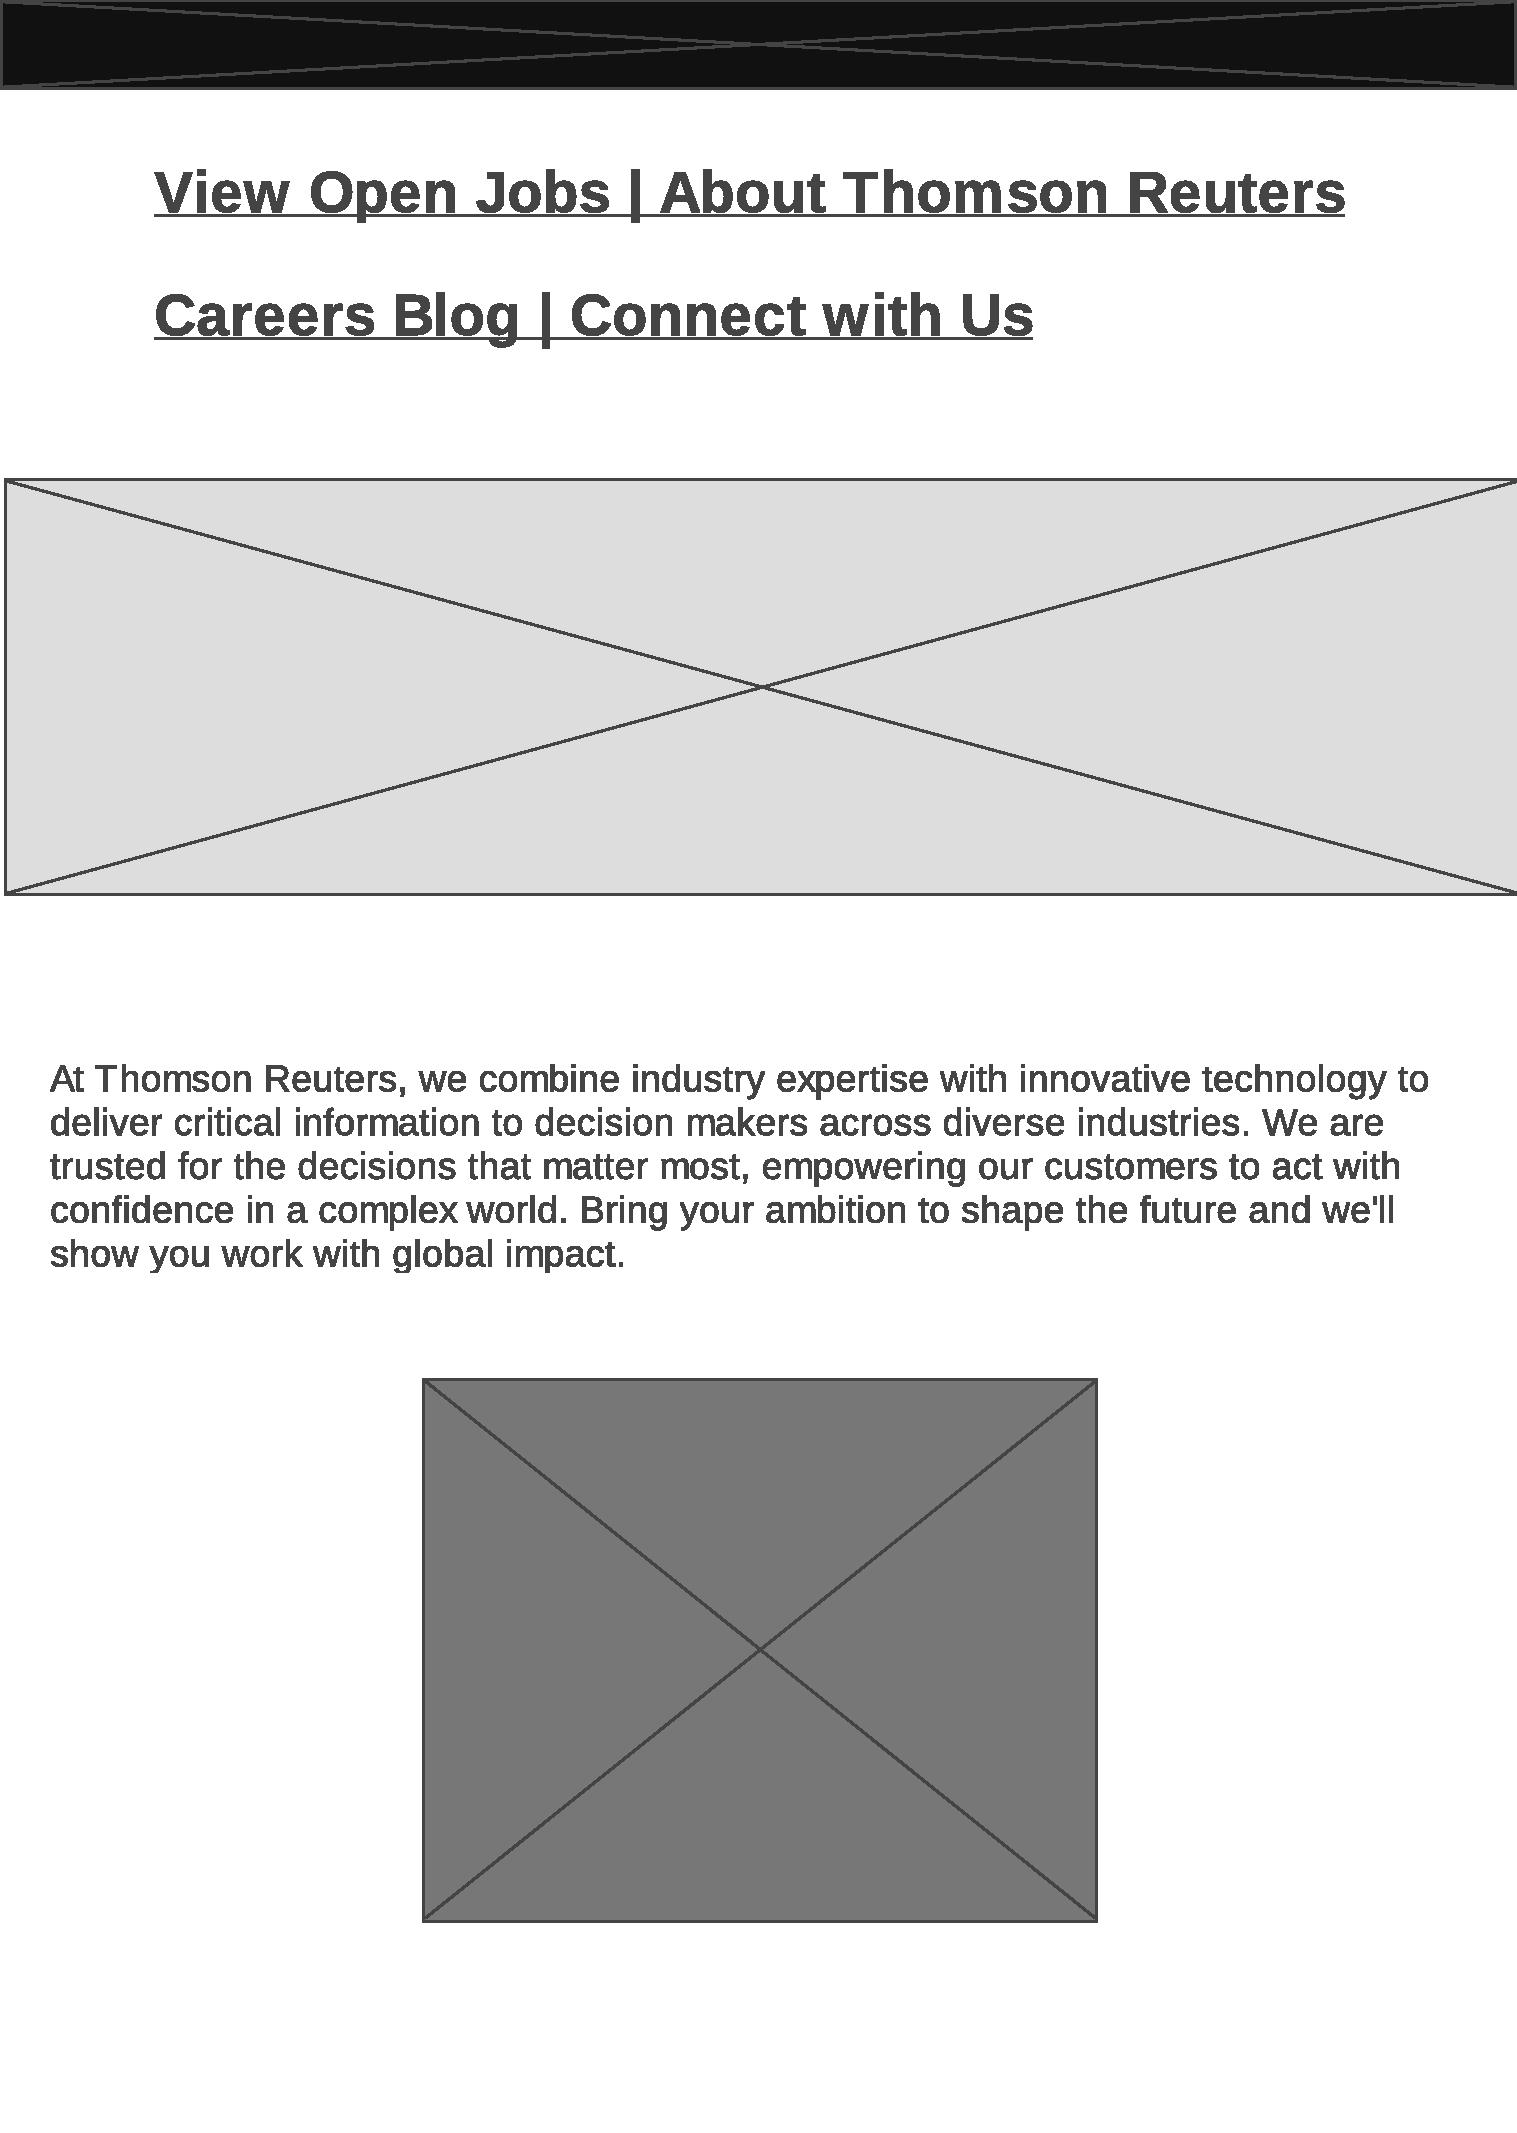 View Open Jobs | About Thomson Reuters
Careers Blog | Connect with Us
At Thomson Reuters, we combine industry expertise with innovative technology to
deliver critical information to decision makers across diverse industries. We are
trusted for the decisions that matter most, empowering our customers to act with
confidence in a complex world. Bring your ambition to shape the future and we'll
show you work with global impact.